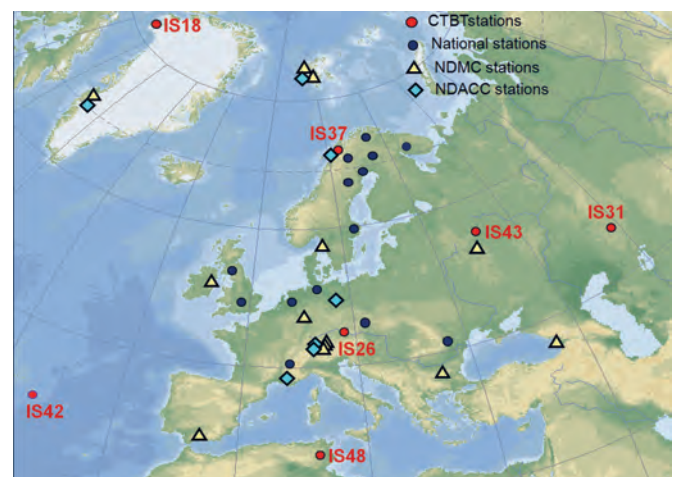 IS18
CTBTstations
National stations
NDMC stations
NDACC stations
IS37
IS31
IS43
IS26
IS42
IS48